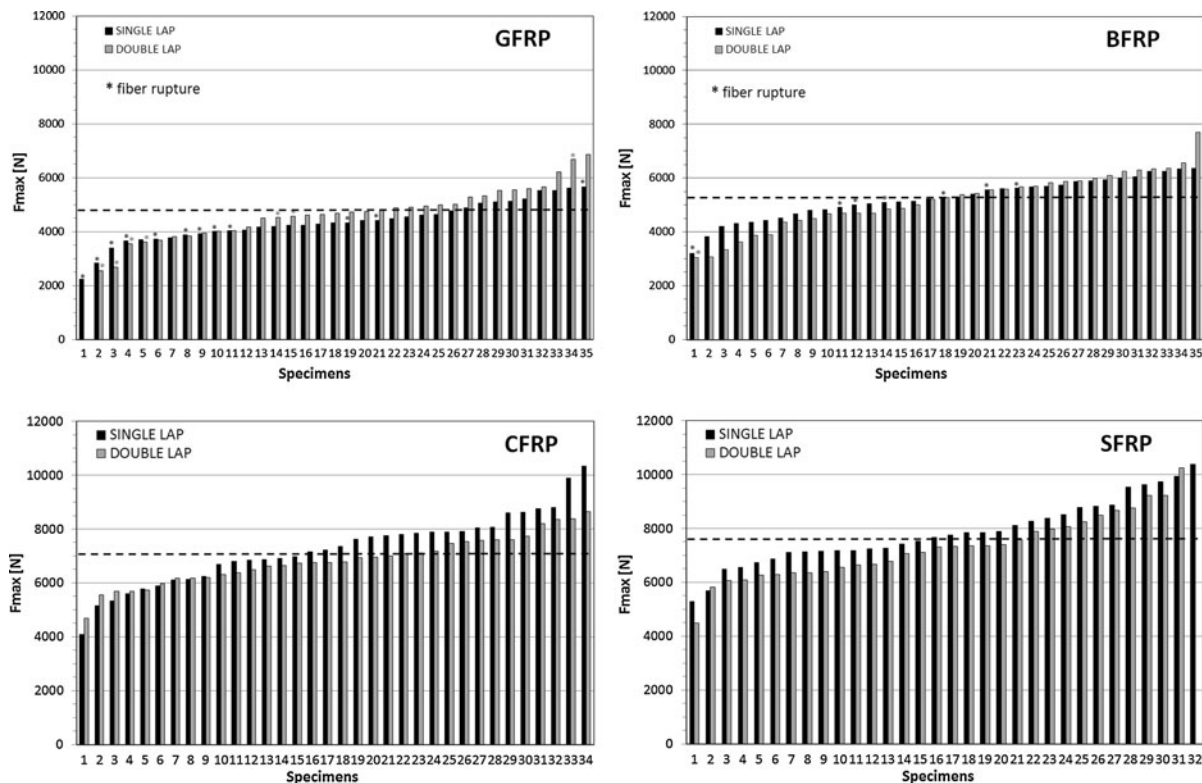 GFRP
SINGLE LAP
DOUBLE LAP
* fiber rupture
Fmax [N]
12000
10000
8000
6000
4000
2000
0
1 2 3 4 5 6 7 8 9 10 11 12 13 14 15 16 17 18 19 20 21 22 23 24 25 26 27 28 29 30 31 32 33 34 35
Specimens
BFRP
SINGLE LAP
DOUBLE LAP
* fiber rupture
Fmax [N]
12000
10000
8000
6000
4000
2000
0
1 2 3 4 5 6 7 8 9 10 11 12 13 14 15 16 17 18 19 20 21 22 23 24 25 26 27 28 29 30 31 32 33 34 35
Specimens
CFRP
SINGLE LAP
DOUBLE LAP
Fmax [N]
12000
10000
8000
6000
4000
2000
0
1 2 3 4 5 6 7 8 9 10 11 12 13 14 15 16 17 18 19 20 21 22 23 24 25 26 27 28 29 30 31 32 33 34
Specimens
SFRP
SINGLE LAP
DOUBLE LAP
Fmax [N]
12000
10000
8000
6000
4000
2000
0
1 2 3 4 5 6 7 8 9 10 11 12 13 14 15 16 17 18 19 20 21 22 23 24 25 26 27 28 29 30 31 32
Specimens